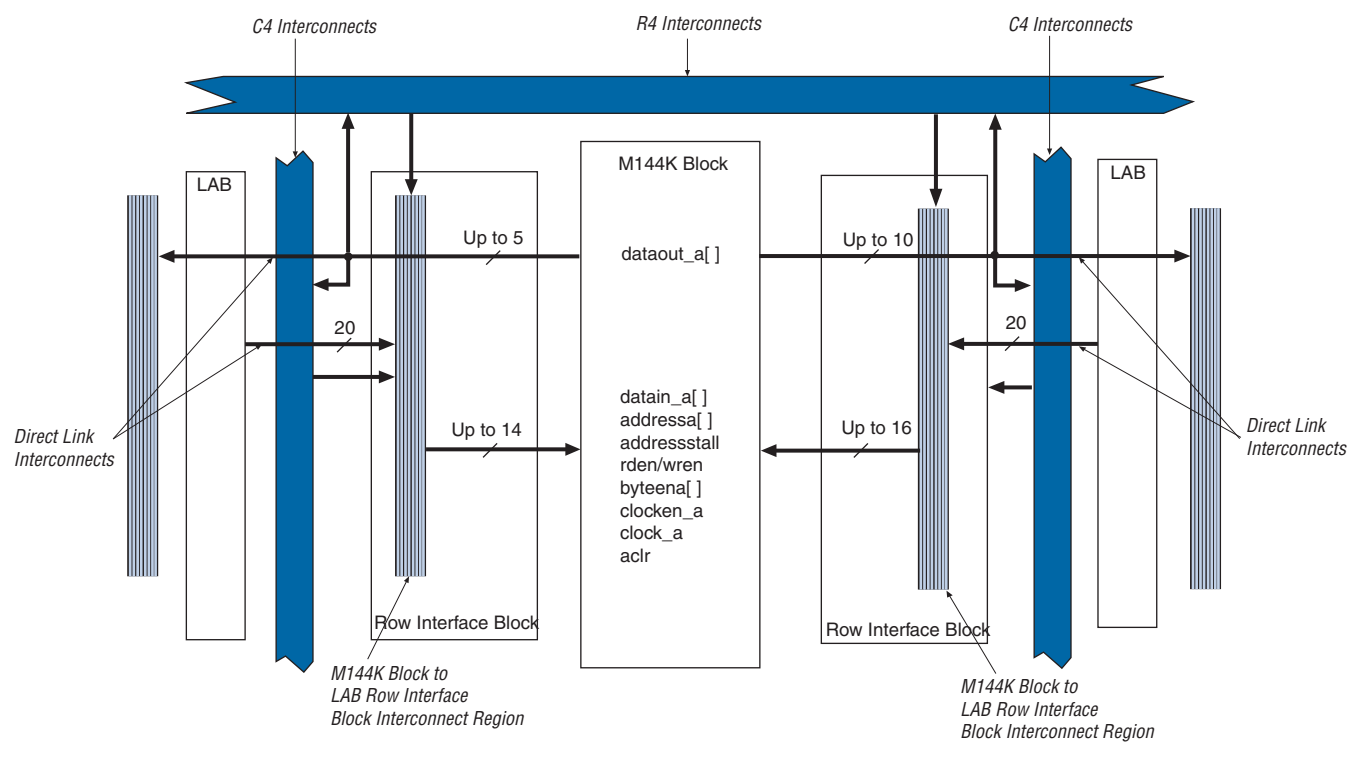 C4 Interconnects
R4 Interconnects
C4 Interconnects
LAB
M144K Block
LAB
Up to 5
dataout_a[ ]
Up to 10
20
20
datain_a[ ]
addressa[ ]
addressstall
rden/wren
byteena[ ]
clocken_a
clock_a
aclr
Up to 14
Up to 16
Direct Link
Interconnects
Direct Link
Interconnects
Row Interface Block
Row Interface Block
M144K Block to
LAB Row Interface
Block Interconnect Region
M144K Block to
LAB Row Interface
Block Interconnect Region